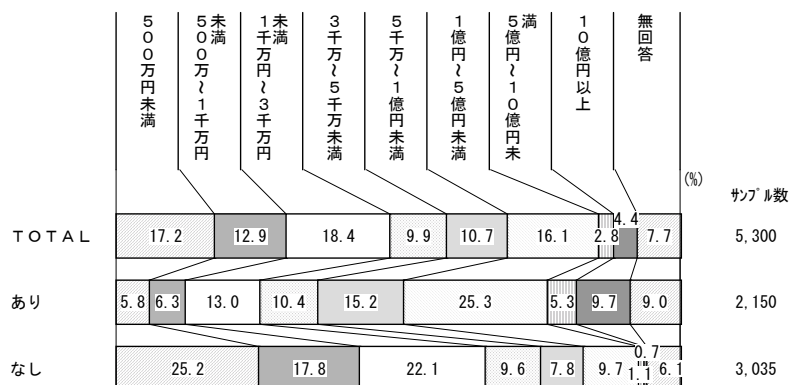 500万円未満
500万~1千万円未満
1千万円~3千万円未満
3千万~5千万未満
5千万~1億円未満
1億円~5億円未満
5億円~10億円未満
10億円以上
無回答
(%)
サンプル数
TOTAL 17.2 12.9 18.4 9.9 10.7 16.1 2.8 4.4 7.7 5,300
あり 5.8 6.3 13.0 10.4 15.2 25.3 5.3 9.7 9.0 2,150
なし 25.2 17.8 22.1 9.6 7.8 9.7 1.1 0.7 6.1 3,035